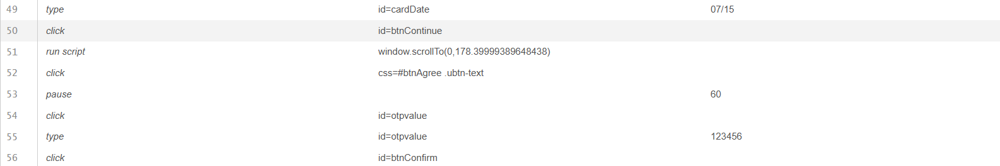 49 type id=cardDate 07/15
50 click id=btnContinue
51 run script window.scrollTo(0,178.39999389648438)
52 click css=#btnAgree .ubtn-text
53 pause 60
54 click id=otpvalue
55 type id=otpvalue 123456
56 click id=btnConfirm